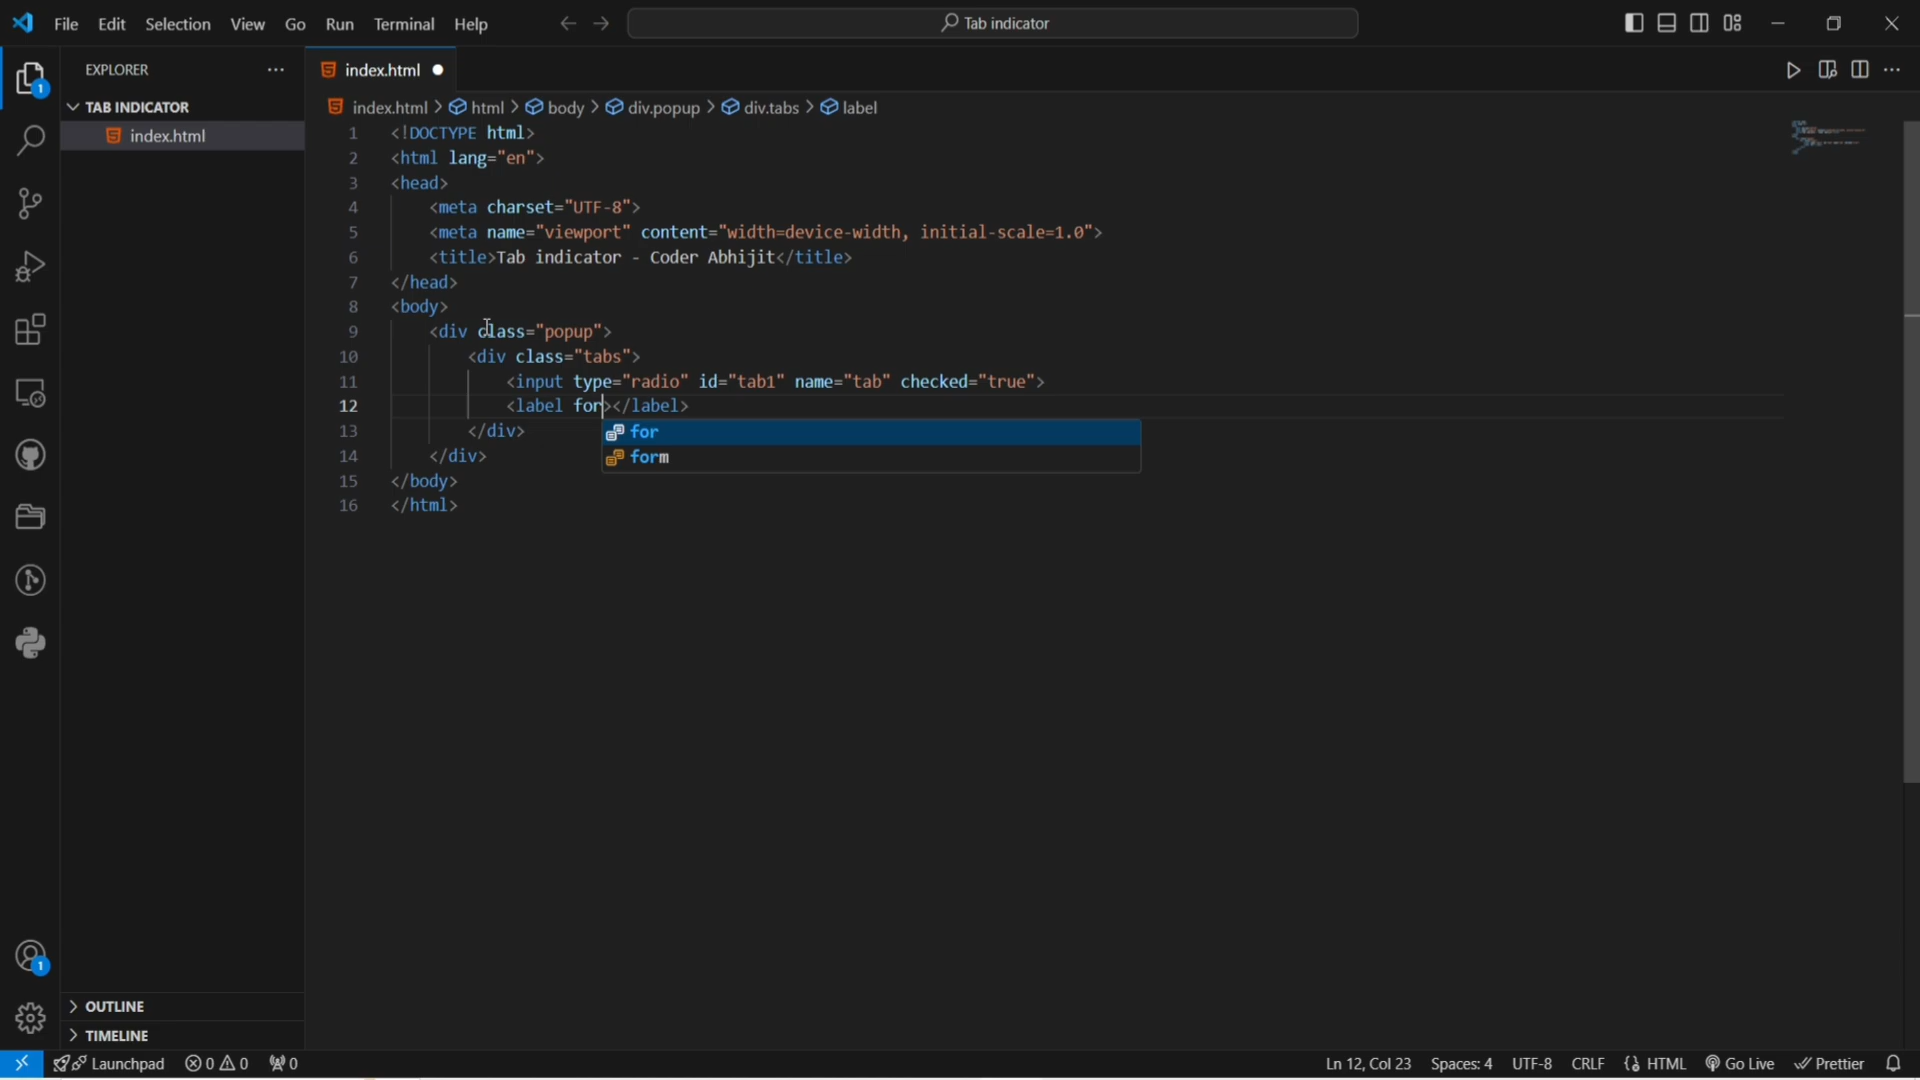 File Edit Selection View Go Run Terminal Help
Tab indicator
EXPLORER
index.html
TAB INDICATOR
index.html
index.html > html > body > div.popup > div.tabs > label
1 <!DOCTYPE html>
2 <html lang="en">
3 <head>
4 <meta charset="UTF-8">
5 <meta name="viewport" content="width=device-width, initial-scale=1.0">
6 <title>Tab indicator - Coder Abhijit</title>
7 </head>
8 <body>
9 <div class="popup">
10 <div class="tabs">
11 <input type="radio" id="tab1" name="tab" checked="true">
12 <label for></label>
for
13 </div>
form
14 </div>
15 </body>
16 </html>
1
1
OUTLINE
TIMELINE
Launchpad 0 0 0 Ln 12, Col 23 Spaces: 4 UTF-8 CRLF {} HTML Go Live Prettier